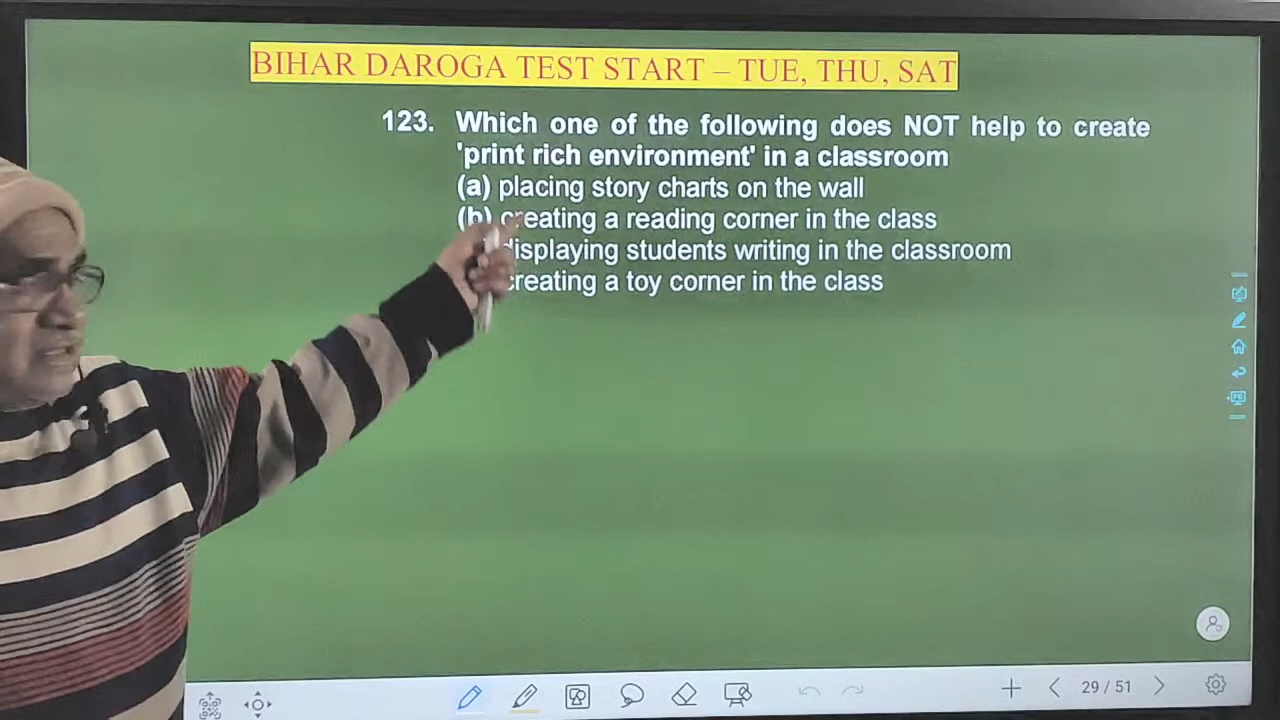 BIHAR DAROGA TEST START – TUE, THU, SAT
123. Which one of the following does NOT help to create
'print rich environment' in a classroom
(a) placing story charts on the wall
(b) creating a reading corner in the class
displaying students writing in the classroom
creating a toy corner in the class
29 / 51